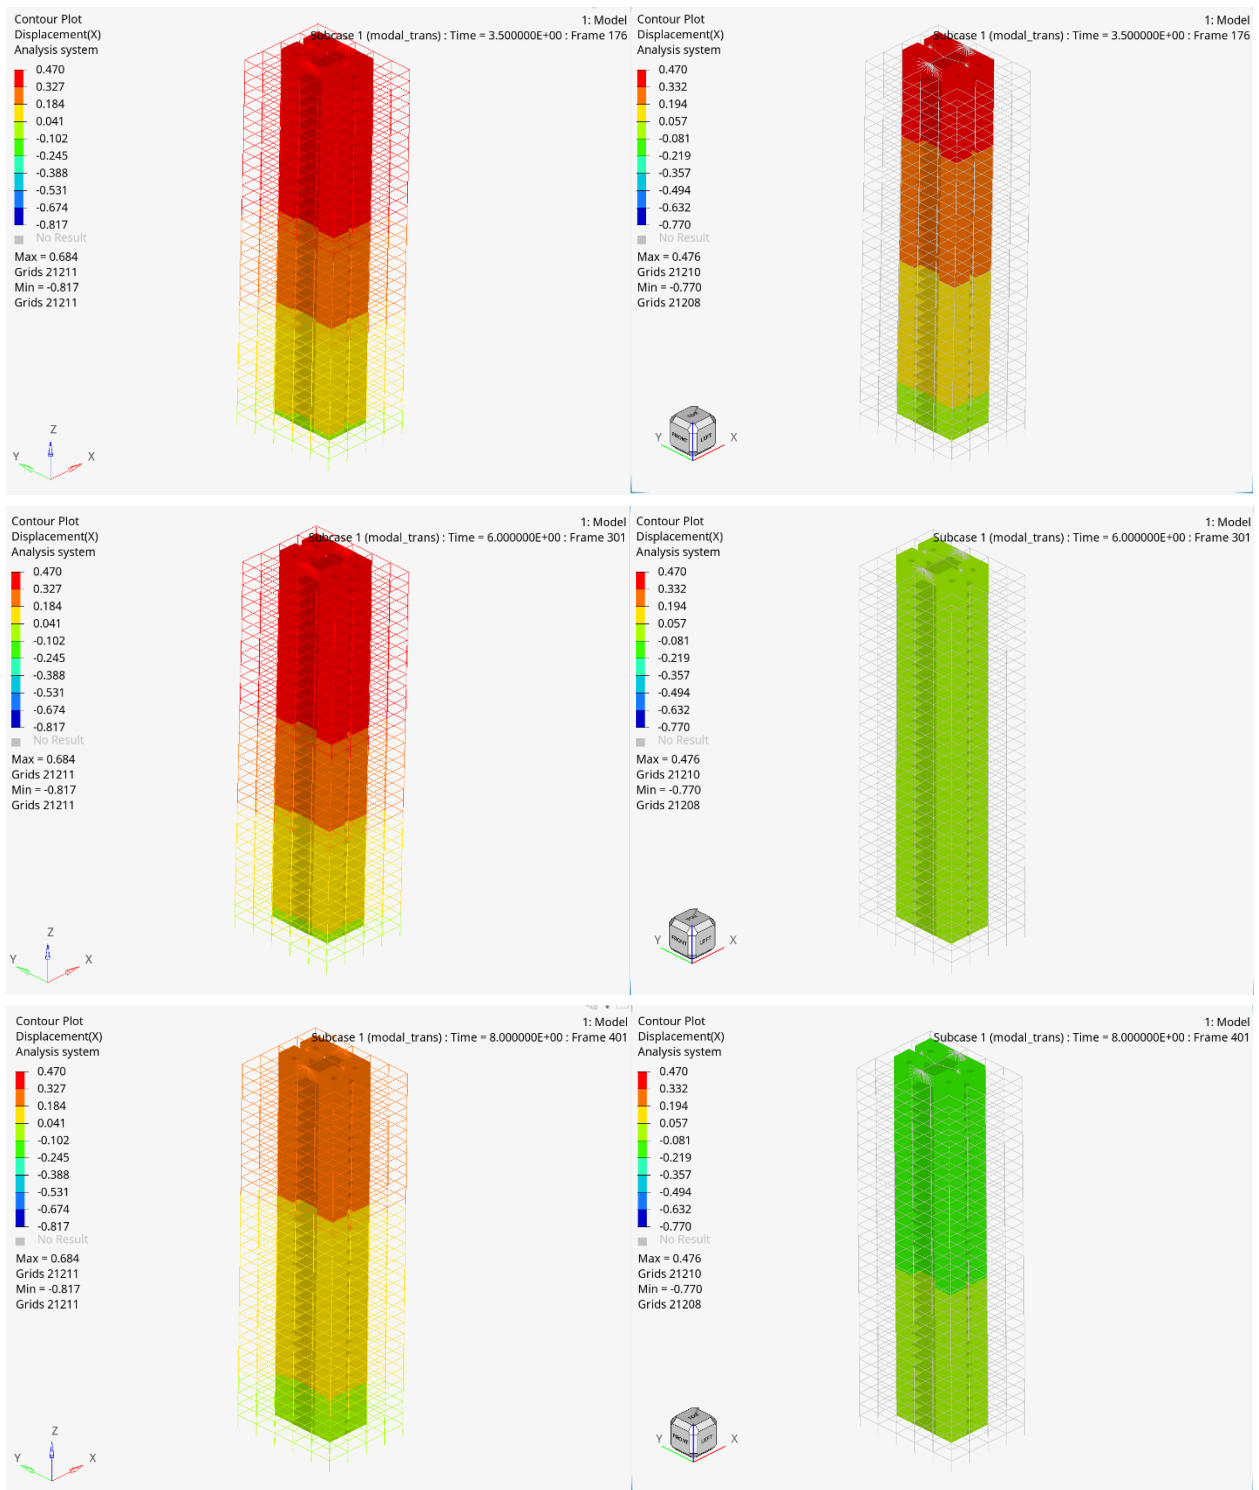 Contour Plot
Displacement(X)
Analysis system
0.470
0.327
0.184
0.041
-0.102
-0.245
-0.388
-0.531
-0.674
-0.817
No Result
Max = 0.684
Grids 21211
Min = -0.817
Grids 21211
1: Model
Subcase 1 (modal_trans) : Time = 3.500000E+00 : Frame 176
Z
Y
X
Contour Plot
Displacement(X)
Analysis system
0.470
0.332
0.194
0.057
-0.081
-0.219
-0.357
-0.494
-0.632
-0.770
No Result
Max = 0.476
Grids 21210
Min = -0.770
Grids 21208
1: Model
Subcase 1 (modal_trans) : Time = 3.500000E+00 : Frame 176
FRONT
LEFT
Y
X
Contour Plot
Displacement(X)
Analysis system
0.470
0.327
0.184
0.041
-0.102
-0.245
-0.388
-0.531
-0.674
-0.817
No Result
Max = 0.684
Grids 21211
Min = -0.817
Grids 21211
1: Model
Subcase 1 (modal_trans) : Time = 6.000000E+00 : Frame 301
Z
Y
X
Contour Plot
Displacement(X)
Analysis system
0.470
0.332
0.194
0.057
-0.081
-0.219
-0.357
-0.494
-0.632
-0.770
No Result
Max = 0.476
Grids 21210
Min = -0.770
Grids 21208
1: Model
Subcase 1 (modal_trans) : Time = 6.000000E+00 : Frame 301
FRONT
LEFT
Y
X
Contour Plot
Displacement(X)
Analysis system
0.470
0.327
0.184
0.041
-0.102
-0.245
-0.388
-0.531
-0.674
-0.817
No Result
Max = 0.684
Grids 21211
Min = -0.817
Grids 21211
1: Model
Subcase 1 (modal_trans) : Time = 8.000000E+00 : Frame 401
Z
Y
X
Contour Plot
Displacement(X)
Analysis system
0.470
0.332
0.194
0.057
-0.081
-0.219
-0.357
-0.494
-0.632
-0.770
No Result
Max = 0.476
Grids 21210
Min = -0.770
Grids 21208
1: Model
Subcase 1 (modal_trans) : Time = 8.000000E+00 : Frame 401
FRONT
LEFT
Y
X